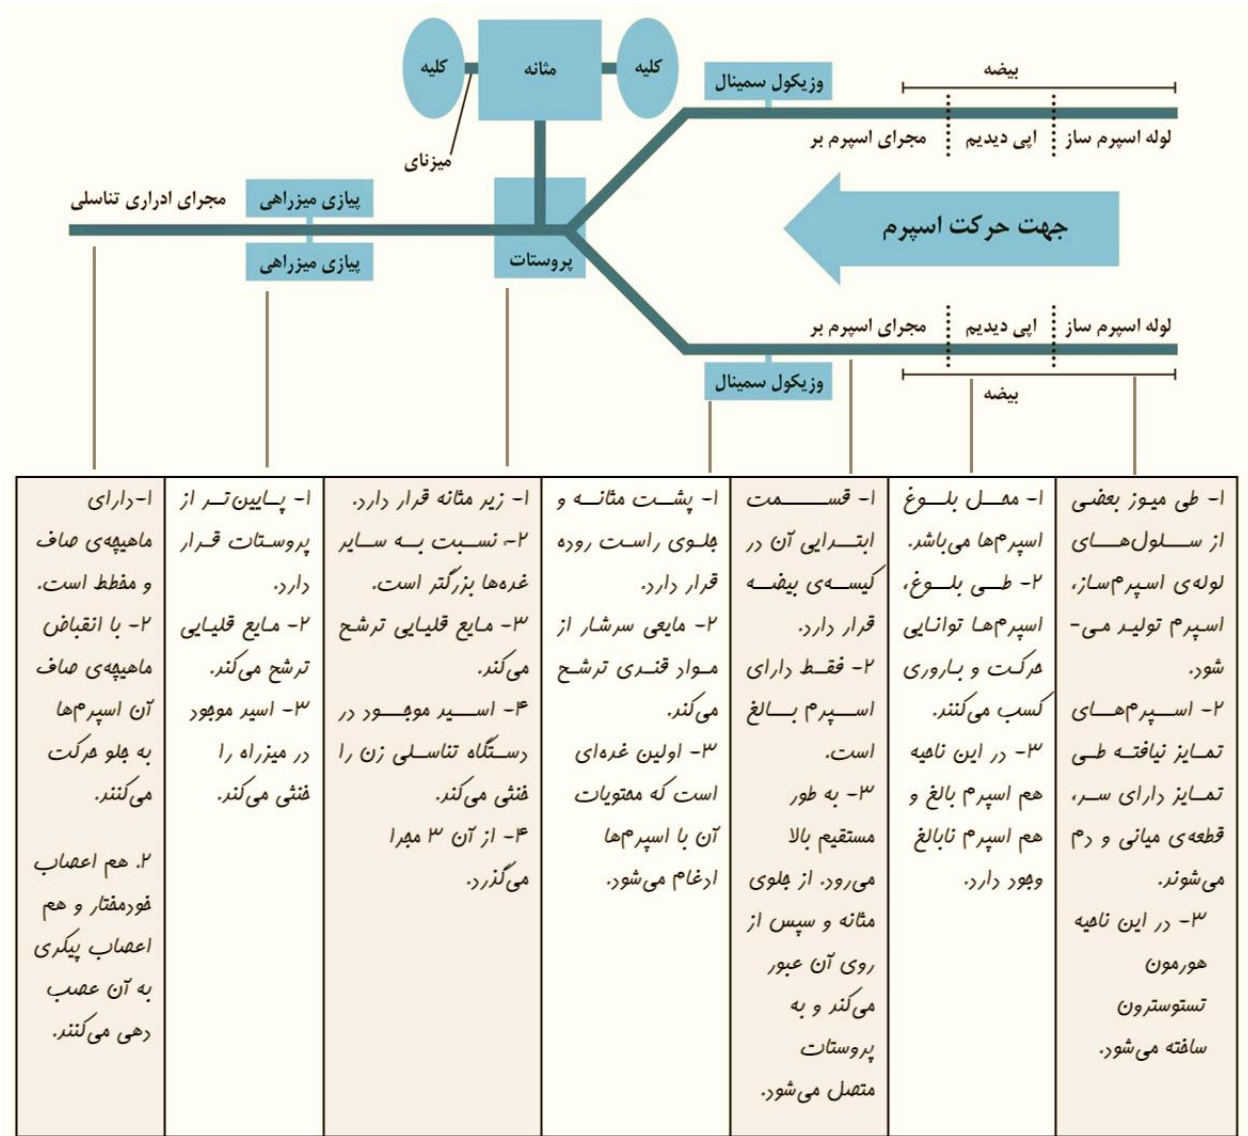 کلیه
مثانه
کلیه
میزنای
وزیکول سمینال
بیضه
لوله اسپرم ساز
اپی دیدیم
مجرای اسپرم بر
جهت حرکت اسپرم
مجرای ادراری تناسلی
پیازی میزراهی
پیازی میزراهی
پروستات
لوله اسپرم ساز
اپی دیدیم
مجرای اسپرم بر
بیضه
وزیکول سمینال
۱- طی میوز بعضی
از سلول‌های
لوله‌ی اسپرم‌ساز،
اسپرم تولید می-
شود.
۲- اسپرم‌های
تمایز نیافته طی
تمایز دارای سر،
قطعه‌ی میانی و دم
می‌شوند.
۳- در این ناحیه
هورمون
تستوسترون
ساخته می‌شود.
۱- محل بلوغ
اسپرم‌ها می‌باشد.
۲- طی بلوغ،
اسپرم‌ها توانایی
حرکت و باروری
کسب می‌کنند.
۳- در این ناحیه
هم اسپرم بالغ و
هم اسپرم نابالغ
وجود دارد.
۱- قسمت
ابتدایی آن در
کیسه‌ی بیضه
قرار دارد.
۲- فقط دارای
اسپرم بالغ
است.
۳- به طور
مستقیم بالا
می‌رود. از جلوی
مثانه و سپس از
روی آن عبور
می‌کند و به
پروستات
متصل می‌شود.
۱- پشت مثانه و
جلوی راست روده
قرار دارد.
۲- مایعی سرشار از
مواد قندی ترشح
می‌کند.
۳- اولین غده‌ای
است که محتویات
آن با اسپرم‌ها
ادغام می‌شود.
۱- زیر مثانه قرار دارد.
۲- نسبت به سایر
غده‌ها بزرگتر است.
۳- مایع قلیایی ترشح
می‌کند.
۴- اسید موجود در
دستگاه تناسلی زن را
خنثی می‌کند.
۴- از آن ۳ مجرا
می‌گذرد.
۱- پایین‌تر از
پروستات قرار
دارد.
۲- مایع قلیایی
ترشح می‌کند.
۳- اسید موجود
در میزراه را
خنثی می‌کند.
۱-دارای
ماهیچه‌ی صاف
و مخطط است.
۲- با انقباض
ماهیچه‌ی صاف
آن اسپرم‌ها
به جلو حرکت
می‌کنند.
۲. هم اعصاب
خودمختار و هم
اعصاب پیکری
به آن عصب
دهی می‌کنند.